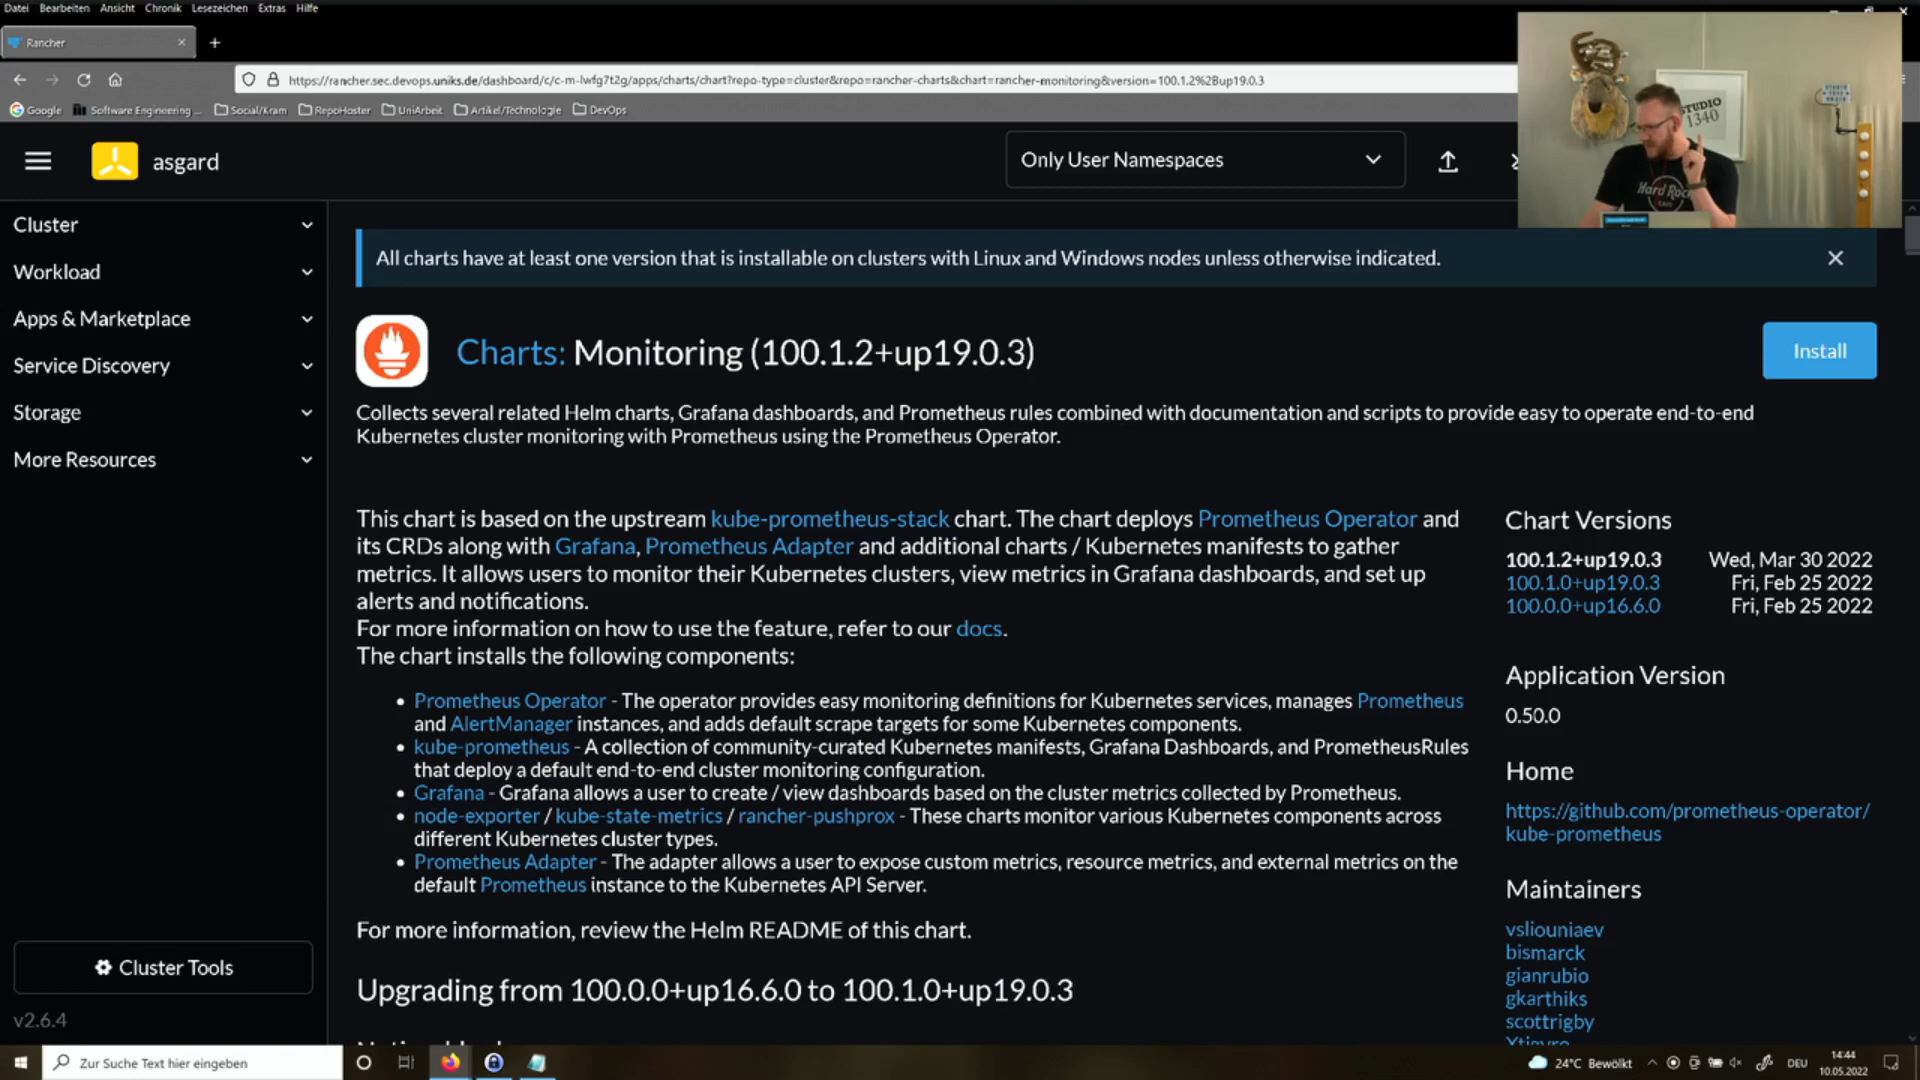 Datei Bearbeiten Ansicht Chronik Lesezeichen Extras Hilfe
Rancher
https://rancher.sec.devops.uniks.de/dashboard/c/c-m-lwfg7t2g/apps/charts/chart?repo-type=cluster&repo=rancher-charts&chart=rancher-monitoring&version=100.1.2%2Bup19.0.3
Google Software Engineering ... Social/Kram RepoHoster UniArbeit Artikel/Technologie DevOps
STUDIO
1340
Hard Rock
CAFE
asgard
Only User Namespaces
Cluster
Workload
Apps & Marketplace
Service Discovery
Storage
More Resources
Cluster Tools
v2.6.4
All charts have at least one version that is installable on clusters with Linux and Windows nodes unless otherwise indicated.
Charts: Monitoring (100.1.2+up19.0.3)
Install
Collects several related Helm charts, Grafana dashboards, and Prometheus rules combined with documentation and scripts to provide easy to operate end-to-end
Kubernetes cluster monitoring with Prometheus using the Prometheus Operator.
This chart is based on the upstream kube-prometheus-stack chart. The chart deploys Prometheus Operator and
its CRDs along with Grafana, Prometheus Adapter and additional charts / Kubernetes manifests to gather
metrics. It allows users to monitor their Kubernetes clusters, view metrics in Grafana dashboards, and set up
alerts and notifications.
For more information on how to use the feature, refer to our docs.
The chart installs the following components:
• Prometheus Operator - The operator provides easy monitoring definitions for Kubernetes services, manages Prometheus
and AlertManager instances, and adds default scrape targets for some Kubernetes components.
• kube-prometheus - A collection of community-curated Kubernetes manifests, Grafana Dashboards, and PrometheusRules
that deploy a default end-to-end cluster monitoring configuration.
• Grafana - Grafana allows a user to create / view dashboards based on the cluster metrics collected by Prometheus.
• node-exporter / kube-state-metrics / rancher-pushprox - These charts monitor various Kubernetes components across
different Kubernetes cluster types.
• Prometheus Adapter - The adapter allows a user to expose custom metrics, resource metrics, and external metrics on the
default Prometheus instance to the Kubernetes API Server.
For more information, review the Helm README of this chart.
Upgrading from 100.0.0+up16.6.0 to 100.1.0+up19.0.3
Chart Versions
100.1.2+up19.0.3 Wed, Mar 30 2022
100.1.0+up19.0.3 Fri, Feb 25 2022
100.0.0+up16.6.0 Fri, Feb 25 2022
Application Version
0.50.0
Home
https://github.com/prometheus-operator/
kube-prometheus
Maintainers
vsliouniaev
bismarck
gianrubio
gkarthiks
scottrigby
Zur Suche Text hier eingeben
24°C Bewölkt
DEU
14:44
10.05.2022